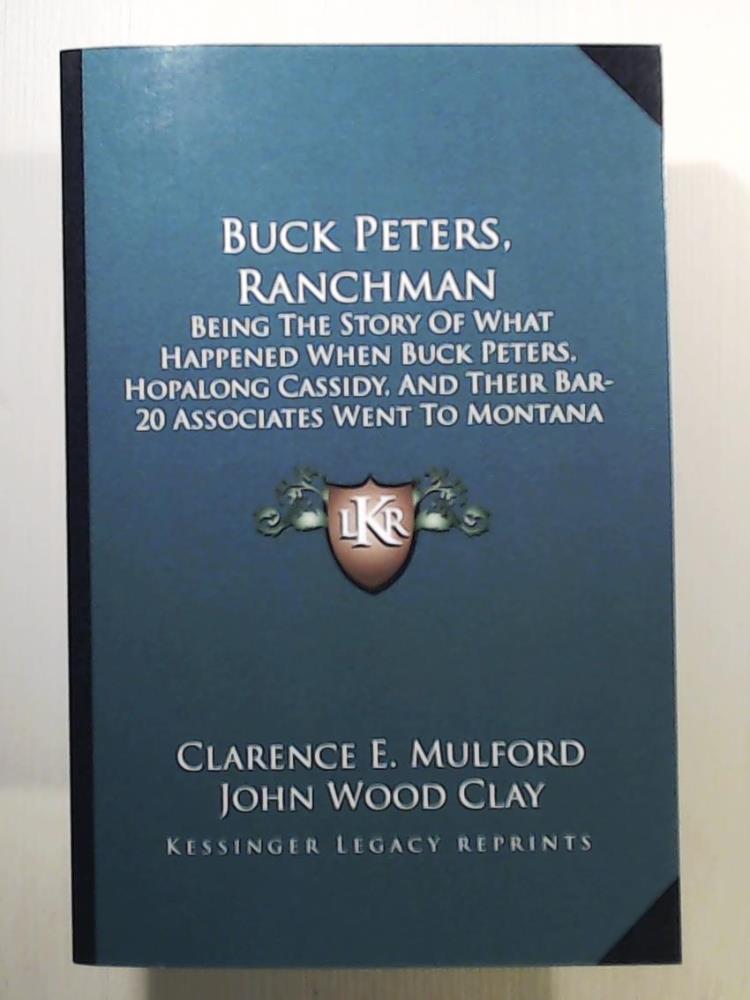 Buck Peters,
Ranchman
Being The Story Of What
Happened When Buck Peters,
Hopalong Cassidy, And Their Bar-
20 Associates Went To Montana
LKR
Clarence E. Mulford
John Wood Clay
Kessinger Legacy Reprints